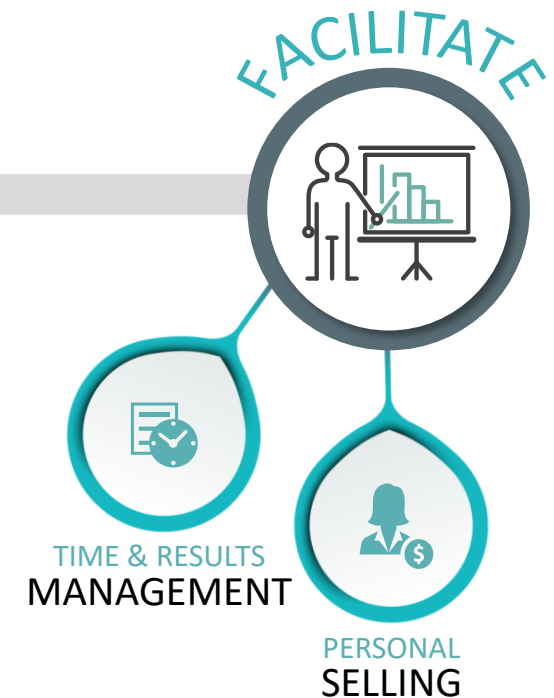 FACILITATE
TIME & RESULTS
MANAGEMENT
$
PERSONAL
SELLING